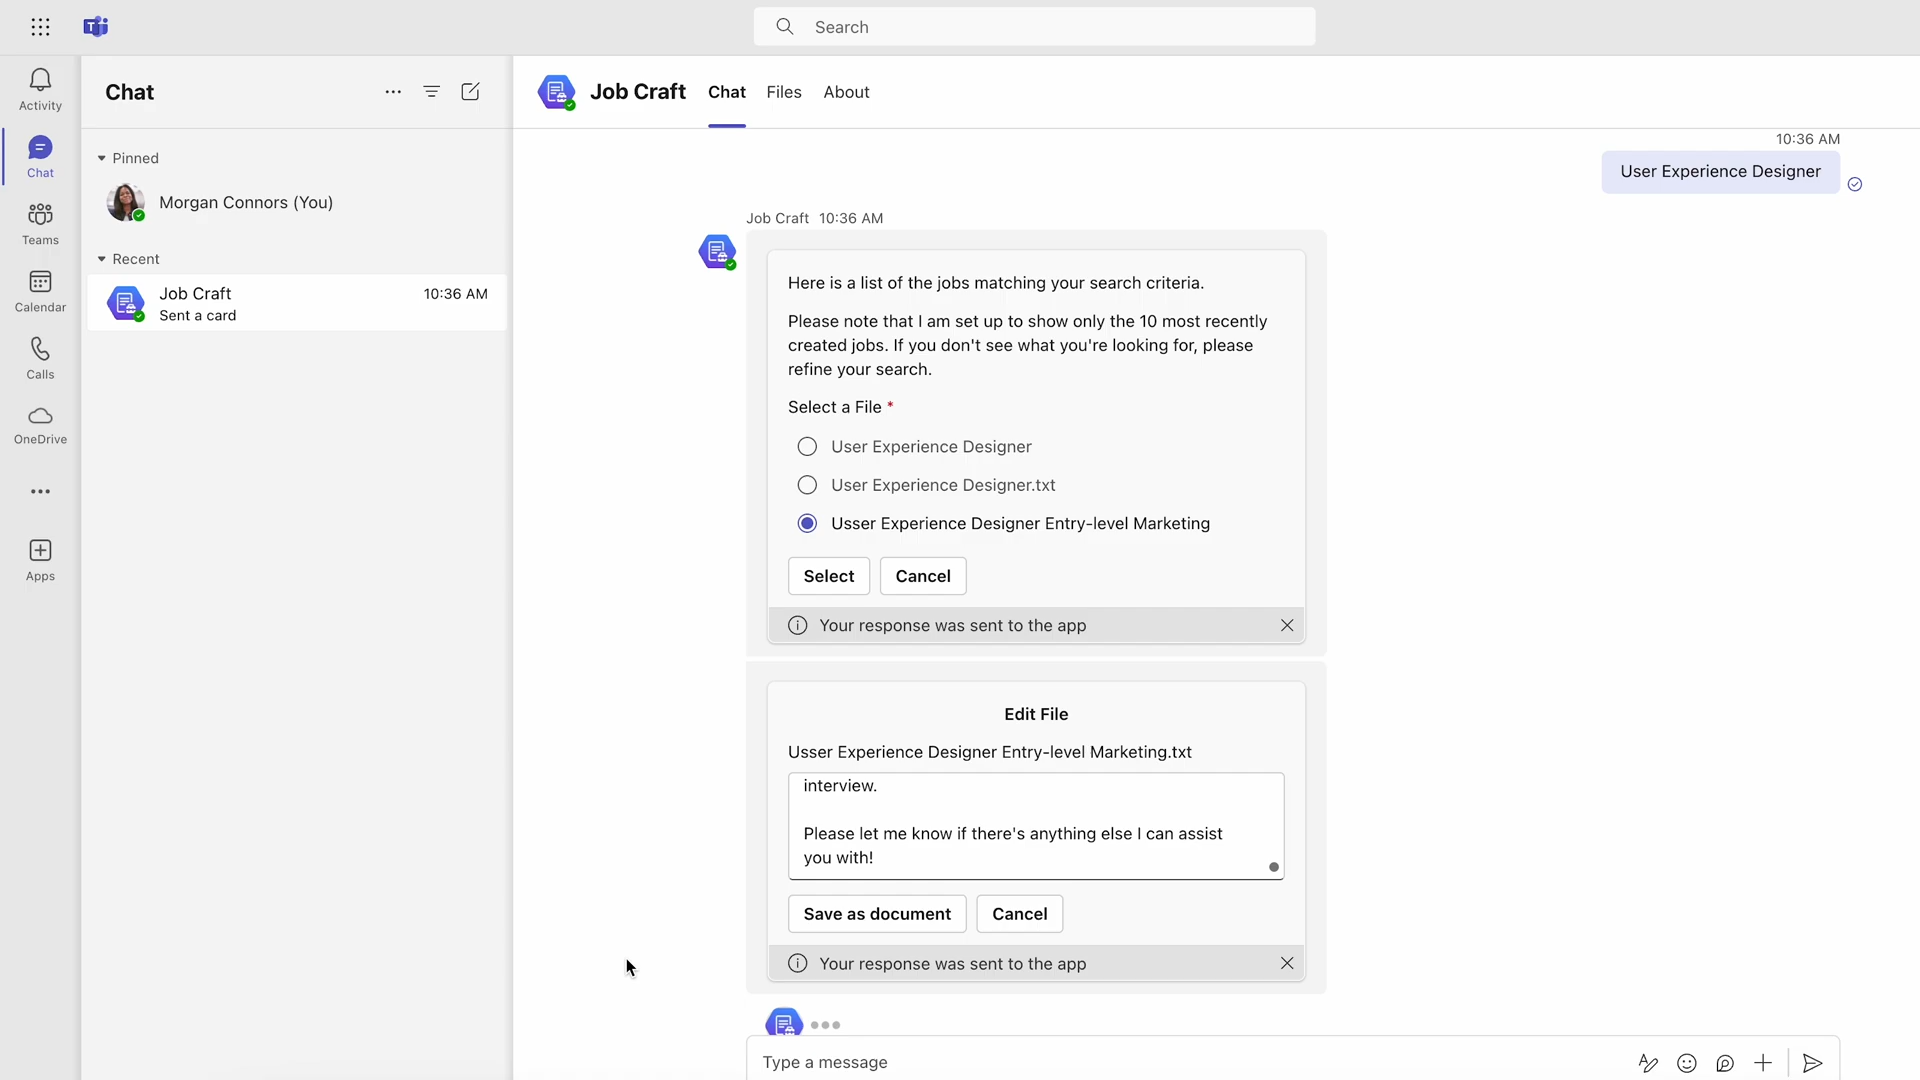 Search
Activity
Chat
Teams
Calendar
Calls
OneDrive
Apps
Chat
Pinned
Morgan Connors (You)
Recent
Job Craft 10:36 AM
Sent a card
Job Craft Chat Files About
10:36 AM
User Experience Designer
Job Craft 10:36 AM
Here is a list of the jobs matching your search criteria.
Please note that I am set up to show only the 10 most recently
created jobs. If you don't see what you're looking for, please
refine your search.
Select a File *
User Experience Designer
User Experience Designer.txt
Usser Experience Designer Entry-level Marketing
Select Cancel
Your response was sent to the app
Edit File
Usser Experience Designer Entry-level Marketing.txt
interview.
Please let me know if there's anything else I can assist
you with!
Save as document Cancel
Your response was sent to the app
Type a message